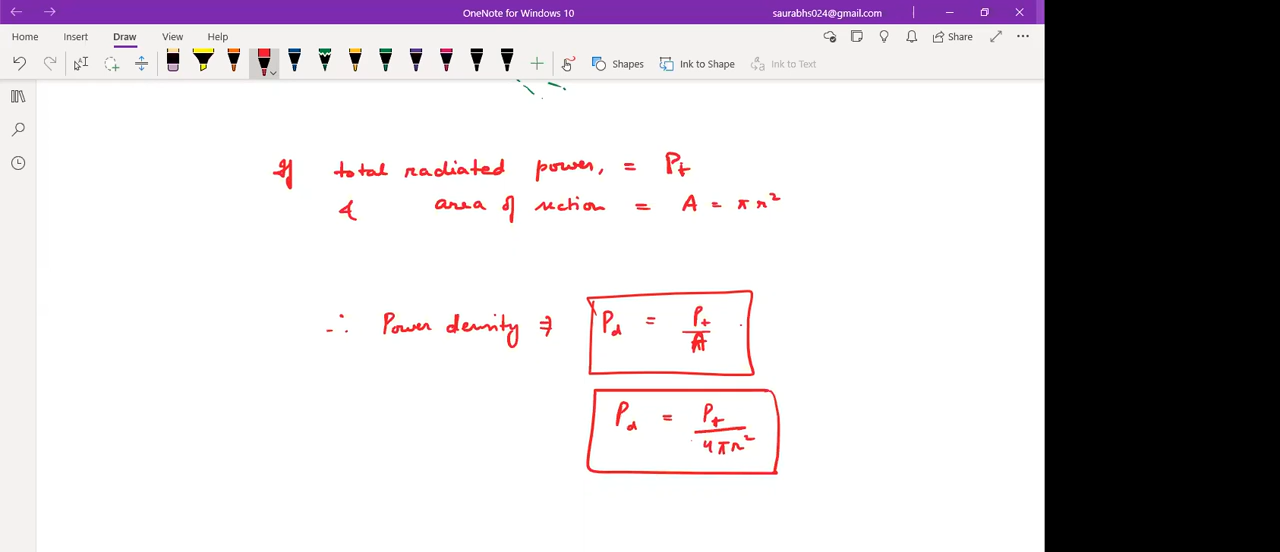 OneNote for Windows 10
saurabhs024@gmail.com
Home Insert Draw View Help
Share
Shapes Ink to Shape Ink to Text
If total radiated power, = Pt
& area of section = A = πr²
∴ Power density ⇒ Pd = Pt / A
Pd = Pt / 4πr²